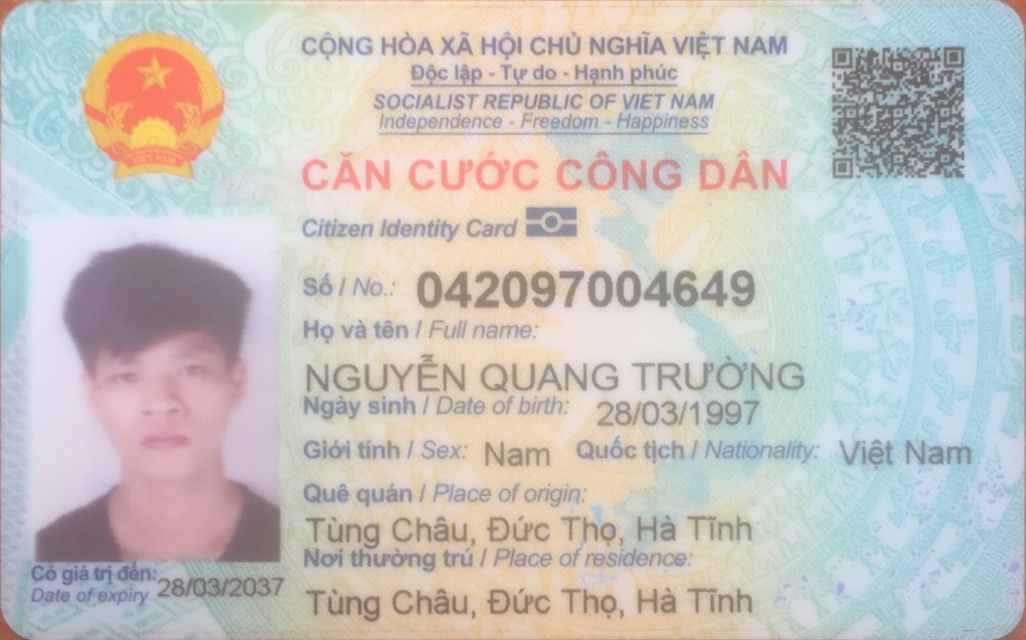 CỘNG HÒA XÃ HỘI CHỦ NGHĨA VIỆT NAM
Độc lập - Tự do - Hạnh phúc
SOCIALIST REPUBLIC OF VIET NAM
Independence - Freedom - Happiness
CĂN CƯỚC CÔNG DÂN
Citizen Identity Card
Số / No.: 042097004649
Họ và tên / Full name:
NGUYỄN QUANG TRƯỜNG
Ngày sinh / Date of birth: 28/03/1997
Giới tính / Sex: Nam Quốc tịch / Nationality: Việt Nam
Quê quán / Place of origin:
Tùng Châu, Đức Thọ, Hà Tĩnh
Nơi thường trú / Place of residence:
Tùng Châu, Đức Thọ, Hà Tĩnh
Có giá trị đến: 28/03/2037
Date of expiry
VIỆT NAM